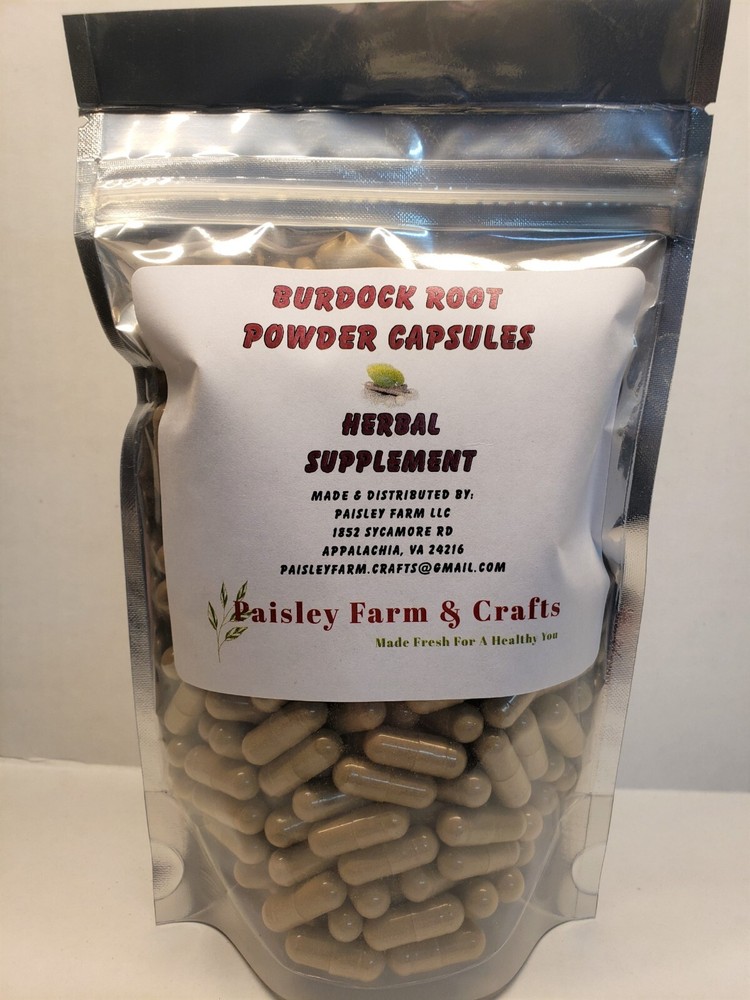 BURDOCK ROOT
POWDER CAPSULES
HERBAL
SUPPLEMENT
MADE & DISTRIBUTED BY:
PAISLEY FARM LLC
1852 SYCAMORE RD
APPALACHIA, VA 24216
PAISLEYFARM.CRAFTS@GMAIL.COM
Paisley Farm & Crafts
Made Fresh For A Healthy You